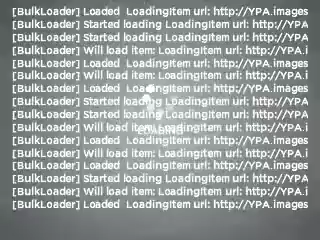 [BulkLoader] Loaded  LoadingItem url: http://YPA.images
[BulkLoader] Started loading LoadingItem url: http://YPA
[BulkLoader] Started loading LoadingItem url: http://YPA
[BulkLoader] Will load item: LoadingItem url: http://YPA.i
[BulkLoader] Loaded  LoadingItem url: http://YPA.images
[BulkLoader] Will load item: LoadingItem url: http://YPA.i
[BulkLoader] Loaded  LoadingItem url: http://YPA.images
[BulkLoader] Started loading LoadingItem url: http://YPA
[BulkLoader] Started loading LoadingItem url: http://YPA
[BulkLoader] Will load item: LoadingItem url: http://YPA.i
LOADING
[BulkLoader] Loaded  LoadingItem url: http://YPA.images
[BulkLoader] Will load item: LoadingItem url: http://YPA.i
[BulkLoader] Loaded  LoadingItem url: http://YPA.images
[BulkLoader] Started loading LoadingItem url: http://YPA
[BulkLoader] Will load item: LoadingItem url: http://YPA.i
[BulkLoader] Loaded  LoadingItem url: http://YPA.images